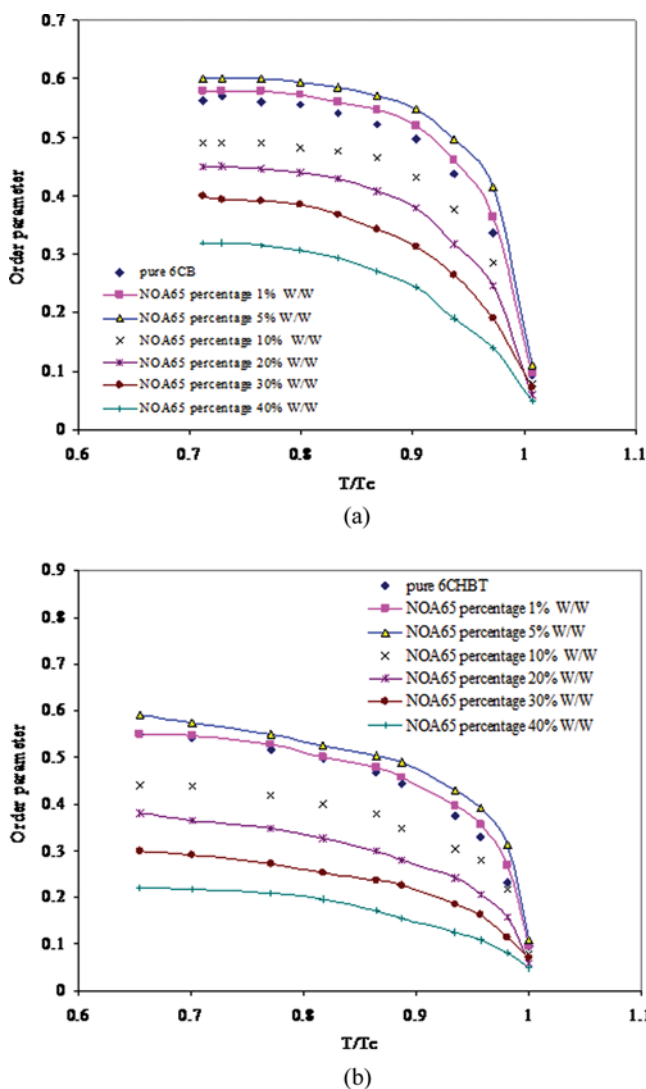 0.7
0.6
0.5
0.4
0.3
0.2
0.1
0
Order parameter
pure 6CB
NOA65 percentage 1% W/W
NOA65 percentage 5% W/W
NOA65 percentage 10% W/W
NOA65 percentage 20% W/W
NOA65 percentage 30% W/W
NOA65 percentage 40% W/W
0.6 0.7 0.8 0.9 1 1.1
T/Tc
(a)
0.9
0.8
0.7
0.6
0.5
0.4
0.3
0.2
0.1
0
Order parameter
pure 6CHBT
NOA65 percentage 1% W/W
NOA65 percentage 5% W/W
NOA65 percentage 10% W/W
NOA65 percentage 20% W/W
NOA65 percentage 30% W/W
NOA65 percentage 40% W/W
0.6 0.7 0.8 0.9 1 1.1
T/Tc
(b)